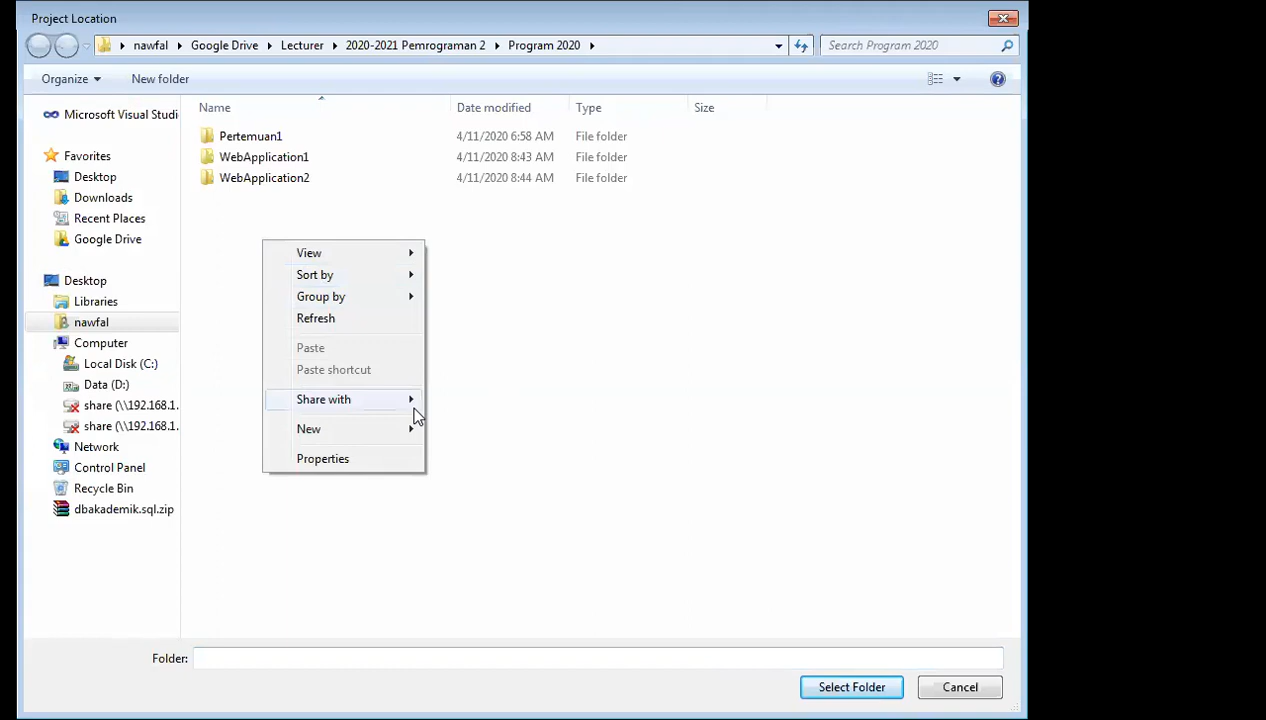 Project Location
nawfal Google Drive Lecturer 2020-2021 Pemrograman 2 Program 2020
Search Program 2020
Organize New folder
Name Date modified Type Size
Pertemuan1 4/11/2020 6:58 AM File folder
WebApplication1 4/11/2020 8:43 AM File folder
WebApplication2 4/11/2020 8:44 AM File folder
Microsoft Visual Studi
Favorites
Desktop
Downloads
Recent Places
Google Drive
Desktop
Libraries
nawfal
Computer
Local Disk (C:)
Data (D:)
share (\\192.168.1.
share (\\192.168.1.
Network
Control Panel
Recycle Bin
dbakademik.sql.zip
View
Sort by
Group by
Refresh
Paste
Paste shortcut
Share with
New
Properties
Folder:
Select Folder Cancel